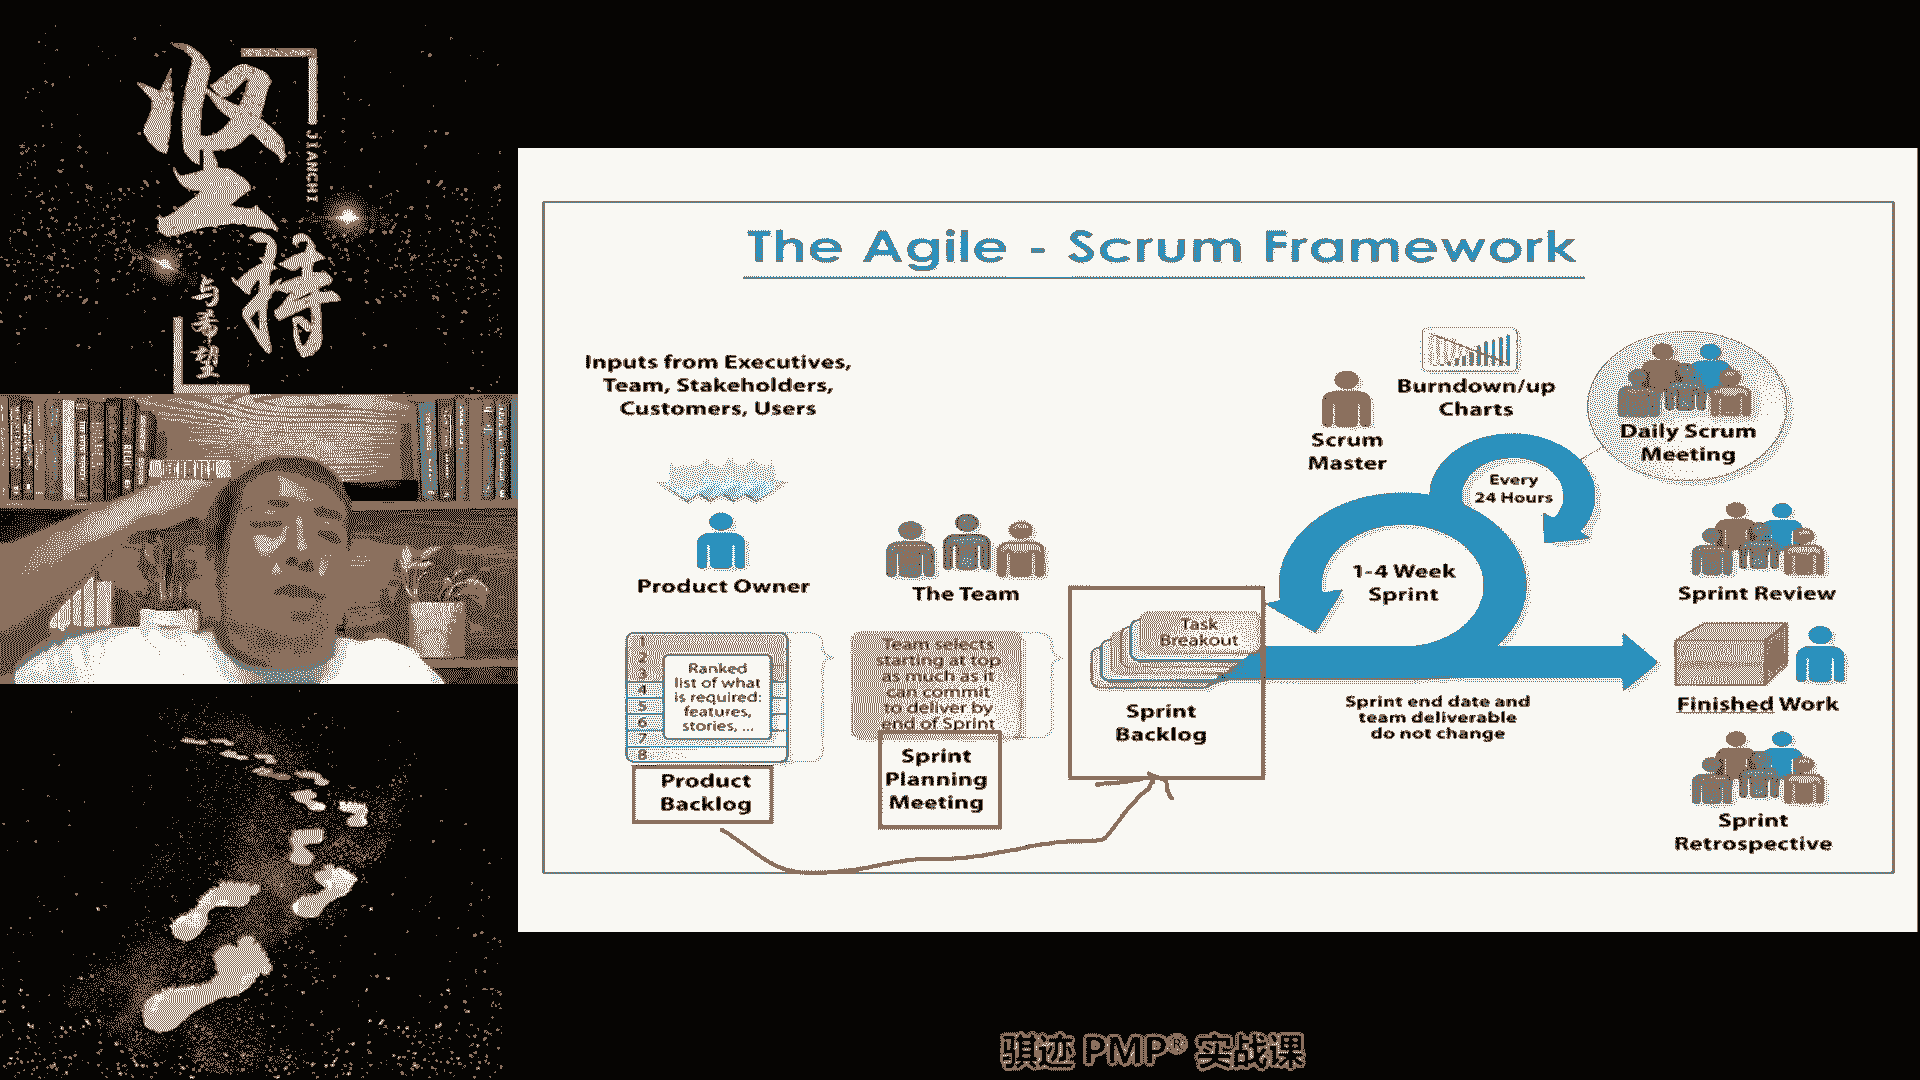 坚持
JIANCHI
与希望
The Agile - Scrum Framework
Inputs from Executives,
Team, Stakeholders,
Customers, Users
Product Owner
The Team
1
2
3
4
5
6
7
8
Ranked
list of what
is required:
features,
stories, ...
Product
Backlog
Team selects
starting at top
as much as it
can commit
to deliver by
end of Sprint
Sprint
Planning
Meeting
Task
Breakout
Sprint
Backlog
Scrum
Master
Burndown/up
Charts
Daily Scrum
Meeting
Every
24 Hours
1-4 Week
Sprint
Sprint end date and
team deliverable
do not change
Sprint Review
Finished Work
Sprint
Retrospective
骐迹 PMP® 实战课